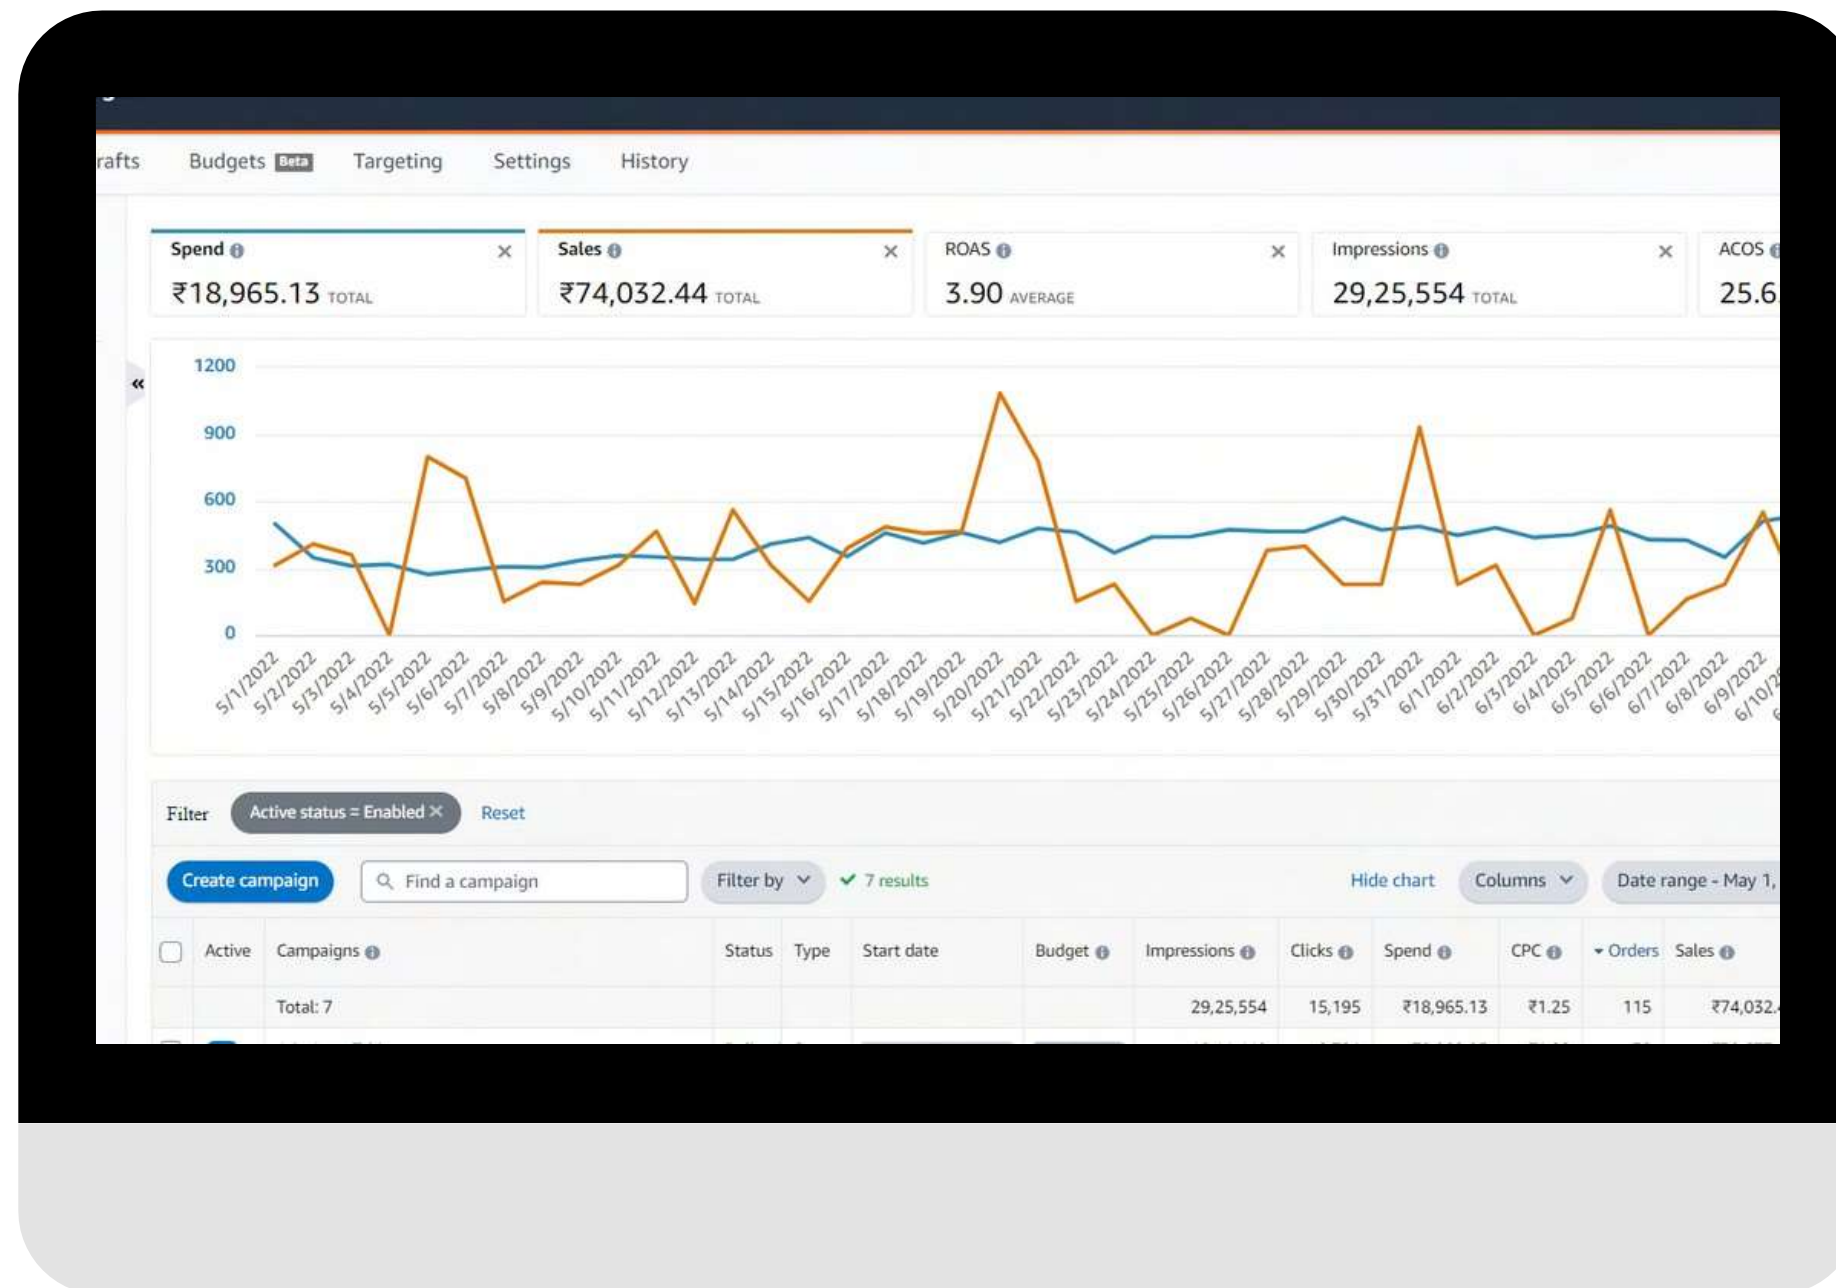 Budgets Beta Targeting Settings History
Spend Sales ROAS Impressions ACOS
₹18,965.13 TOTAL ₹74,032.44 TOTAL 3.90 AVERAGE 29,25,554 TOTAL 25.6
1200
«
900
600
300
0
5/1/2022 5/2/2022 5/3/2022 5/4/2022 5/5/2022 5/6/2022 5/7/2022 5/8/2022 5/9/2022 5/10/2022 5/11/2022 5/12/2022 5/13/2022 5/14/2022 5/15/2022 5/16/2022 5/17/2022 5/18/2022 5/19/2022 5/20/2022 5/21/2022 5/22/2022 5/23/2022 5/24/2022 5/25/2022 5/26/2022 5/27/2022 5/28/2022 5/29/2022 5/30/2022 5/31/2022 6/1/2022 6/2/2022 6/3/2022 6/4/2022 6/5/2022 6/6/2022 6/7/2022 6/8/2022 6/9/2022
Filter Active status = Enabled × Reset
Create campaign Find a campaign Filter by 7 results Hide chart Columns Date range - May 1,
Active Campaigns Status Type Start date Budget Impressions Clicks Spend CPC Orders Sales
Total: 7 29,25,554 15,195 ₹18,965.13 ₹1.25 115 ₹74,032.